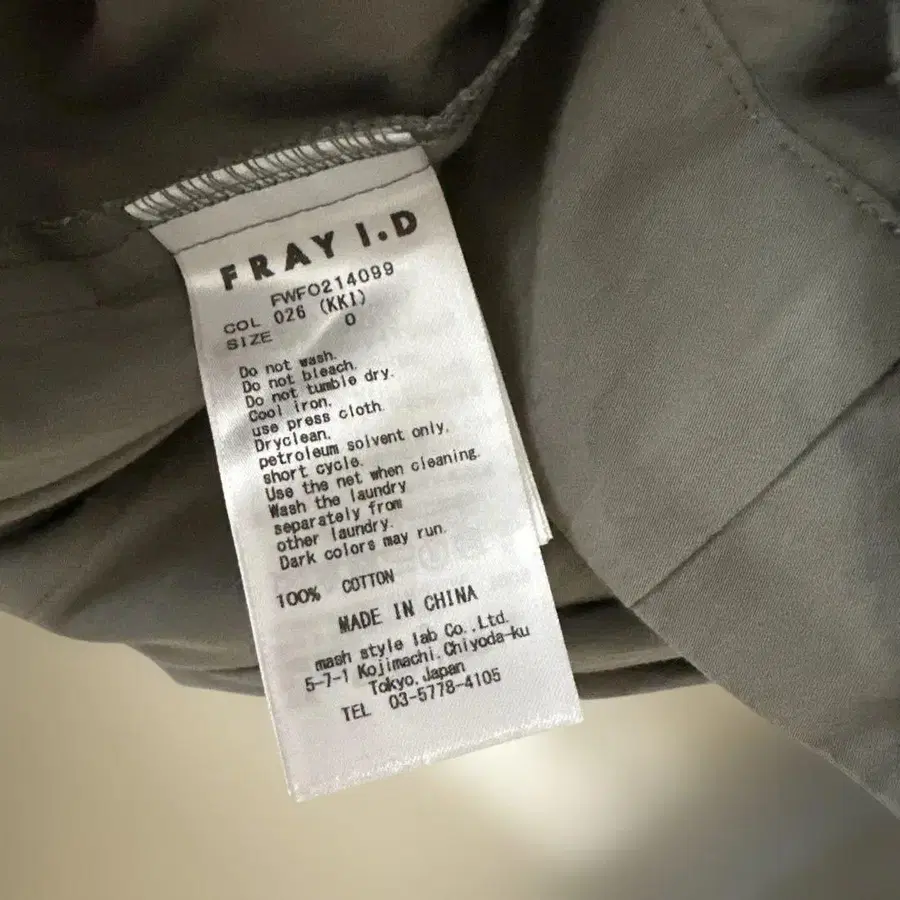 FRAY I.D
FWFO214099
COL 026 (KKI)
SIZE 0
Do not wash.
Do not bleach.
Do not tumble dry.
Cool iron.
use press cloth.
Dryclean.
petroleum solvent only.
short cycle.
Use the net when cleaning.
Wash the laundry
separately from
other laundry.
Dark colors may run.
100% COTTON
MADE IN CHINA
mash style lab Co.,Ltd.
5-7-1 Kojimachi,Chiyoda-ku
Tokyo,Japan
TEL 03-5778-4105